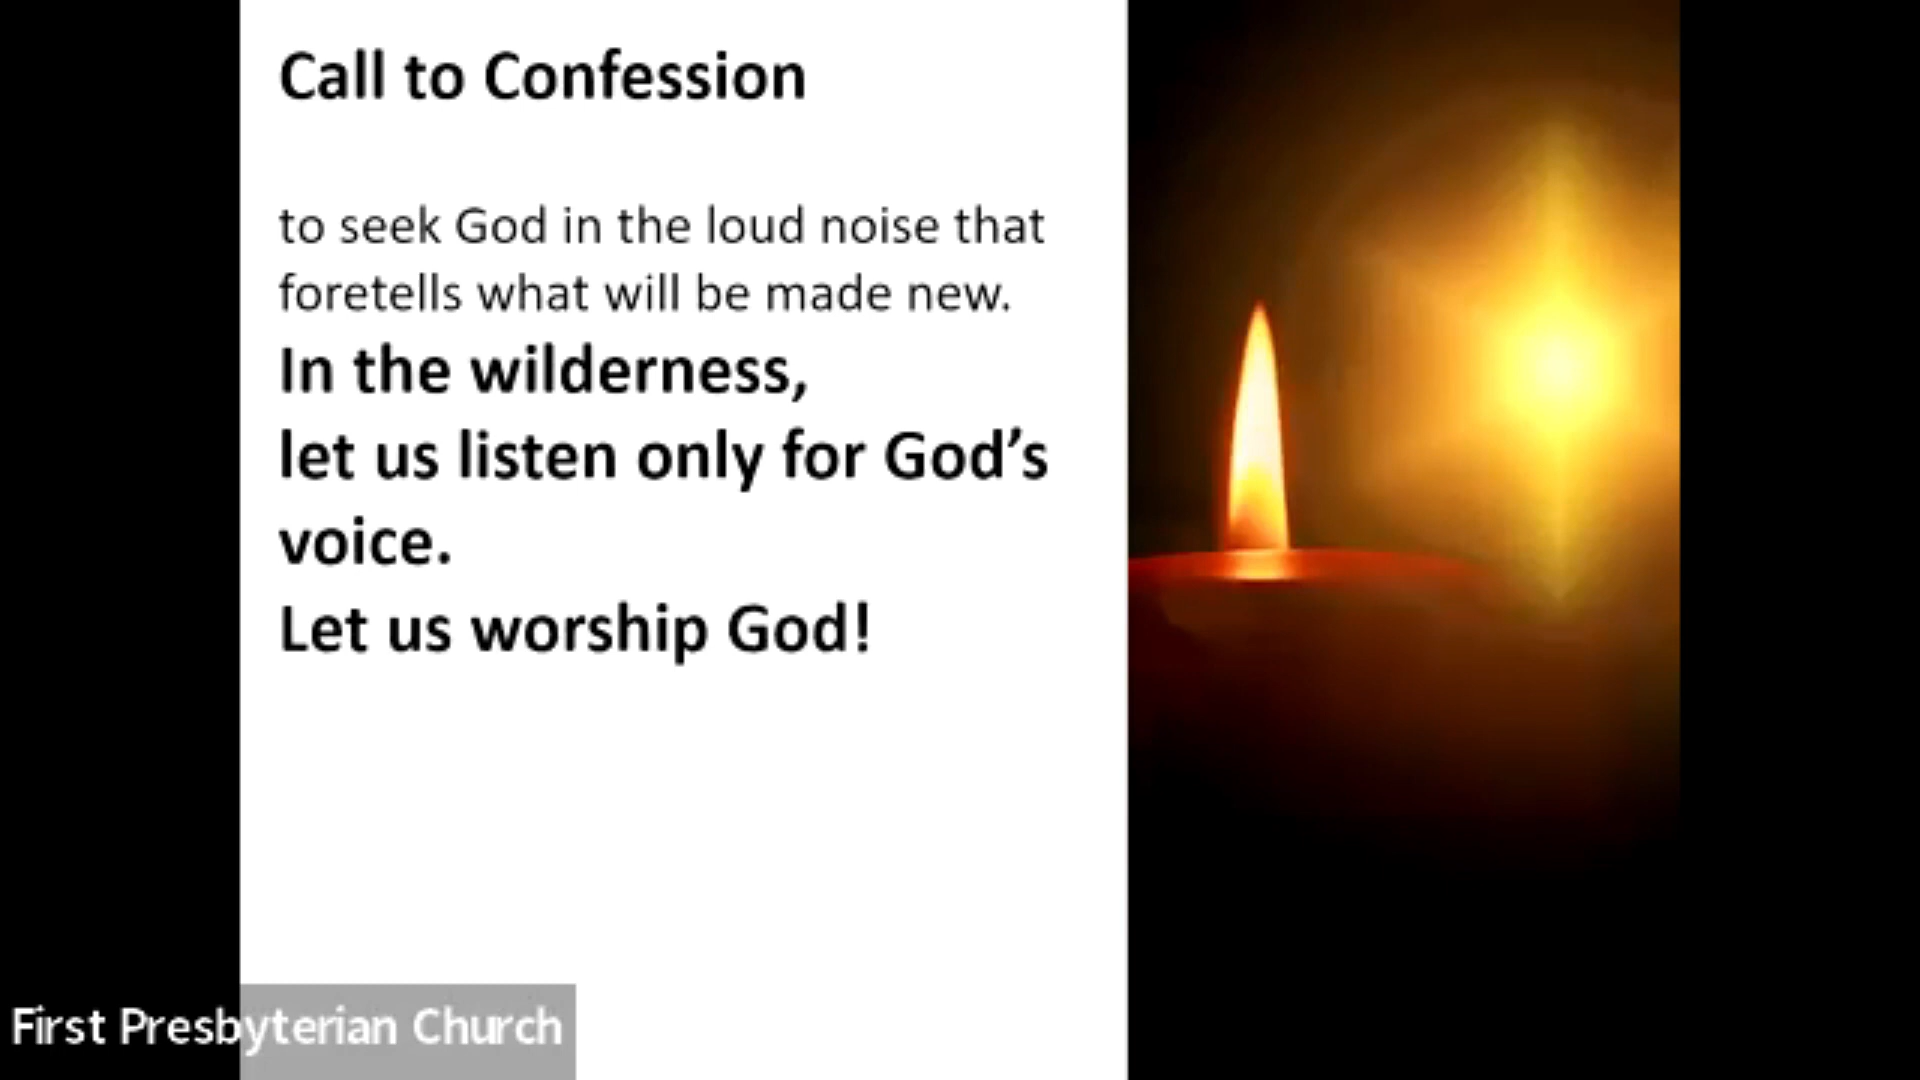 Call to Confession
to seek God in the loud noise that
foretells what will be made new.
In the wilderness,
let us listen only for God’s
voice.
Let us worship God!
First Presbyterian Church